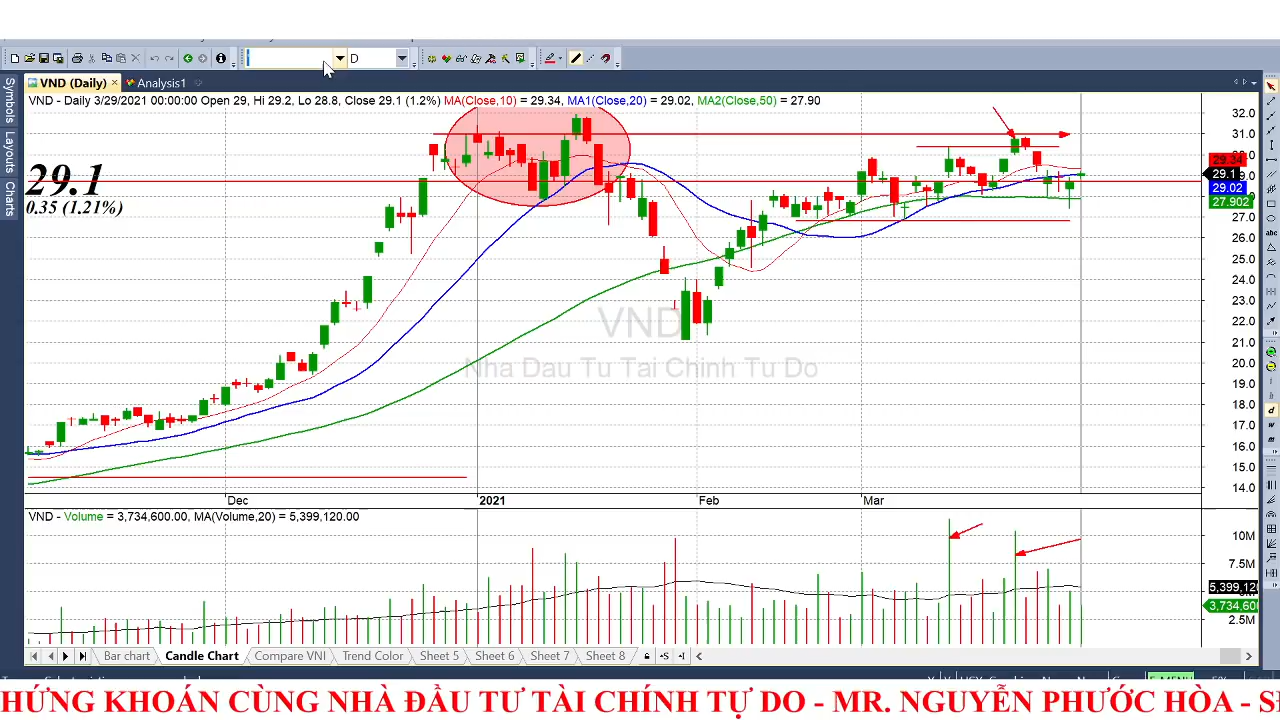 D
VND (Daily)
Analysis1
Symbols
Layouts
Charts
VND - Daily 3/29/2021 00:00:00 Open 29, Hi 29.2, Lo 28.8, Close 29.1 (1.2%) MA(Close,10) = 29.34, MA1(Close,20) = 29.02, MA2(Close,50) = 27.90
29.1
0.35 (1.21%)
VND
Nha Dau Tu Tai Chinh Tu Do
32.0
31.0
30.0
29.34
29.1
29.02
27.902
27.0
26.0
25.0
24.0
23.0
22.0
21.0
20.0
19.0
18.0
17.0
16.0
15.0
14.0
Dec
2021
Feb
Mar
VND - Volume = 3,734,600.00, MA(Volume,20) = 5,399,120.00
10M
7.5M
5,399,120
3,734,600
2.5M
Bar chart
Candle Chart
Compare VNI
Trend Color
Sheet 5
Sheet 6
Sheet 7
Sheet 8
HỨNG KHOÁN CÙNG NHÀ ĐẦU TƯ TÀI CHÍNH TỰ DO - MR. NGUYỄN PHƯỚC HÒA - S